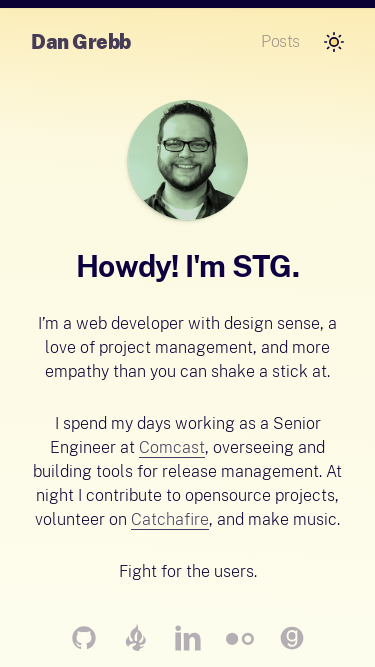 Dan Grebb
Posts
Howdy! I'm STG.
I’m a web developer with design sense, a
love of project management, and more
empathy than you can shake a stick at.
I spend my days working as a Senior
Engineer at Comcast, overseeing and
building tools for release management. At
night I contribute to opensource projects,
volunteer on Catchafire, and make music.
Fight for the users.